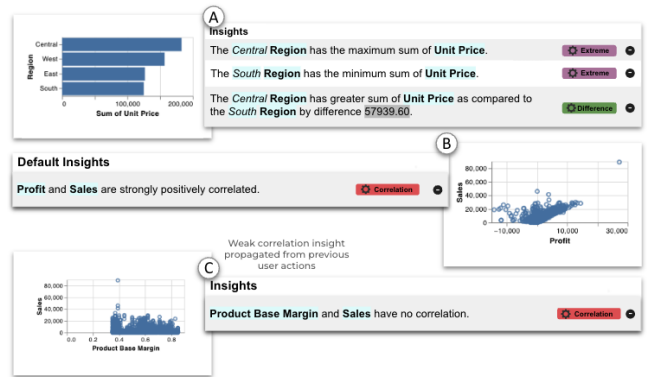 A
Insights
Central
West
East
South
Region
0
100,000
200,000
Sum of Unit Price
The Central Region has the maximum sum of Unit Price.
Extreme
The South Region has the minimum sum of Unit Price.
Extreme
The Central Region has greater sum of Unit Price as compared to
the South Region by difference 57939.60.
Difference
B
Default Insights
Profit and Sales are strongly positively correlated.
Correlation
80,000
60,000
40,000
20,000
0
Sales
−10,000
10,000
30,000
Profit
Weak correlation insight
propagated from previous
user actions
C
Insights
80,000
60,000
40,000
20,000
0
Sales
0.0
0.2
0.4
0.6
0.8
Product Base Margin
Product Base Margin and Sales have no correlation.
Correlation